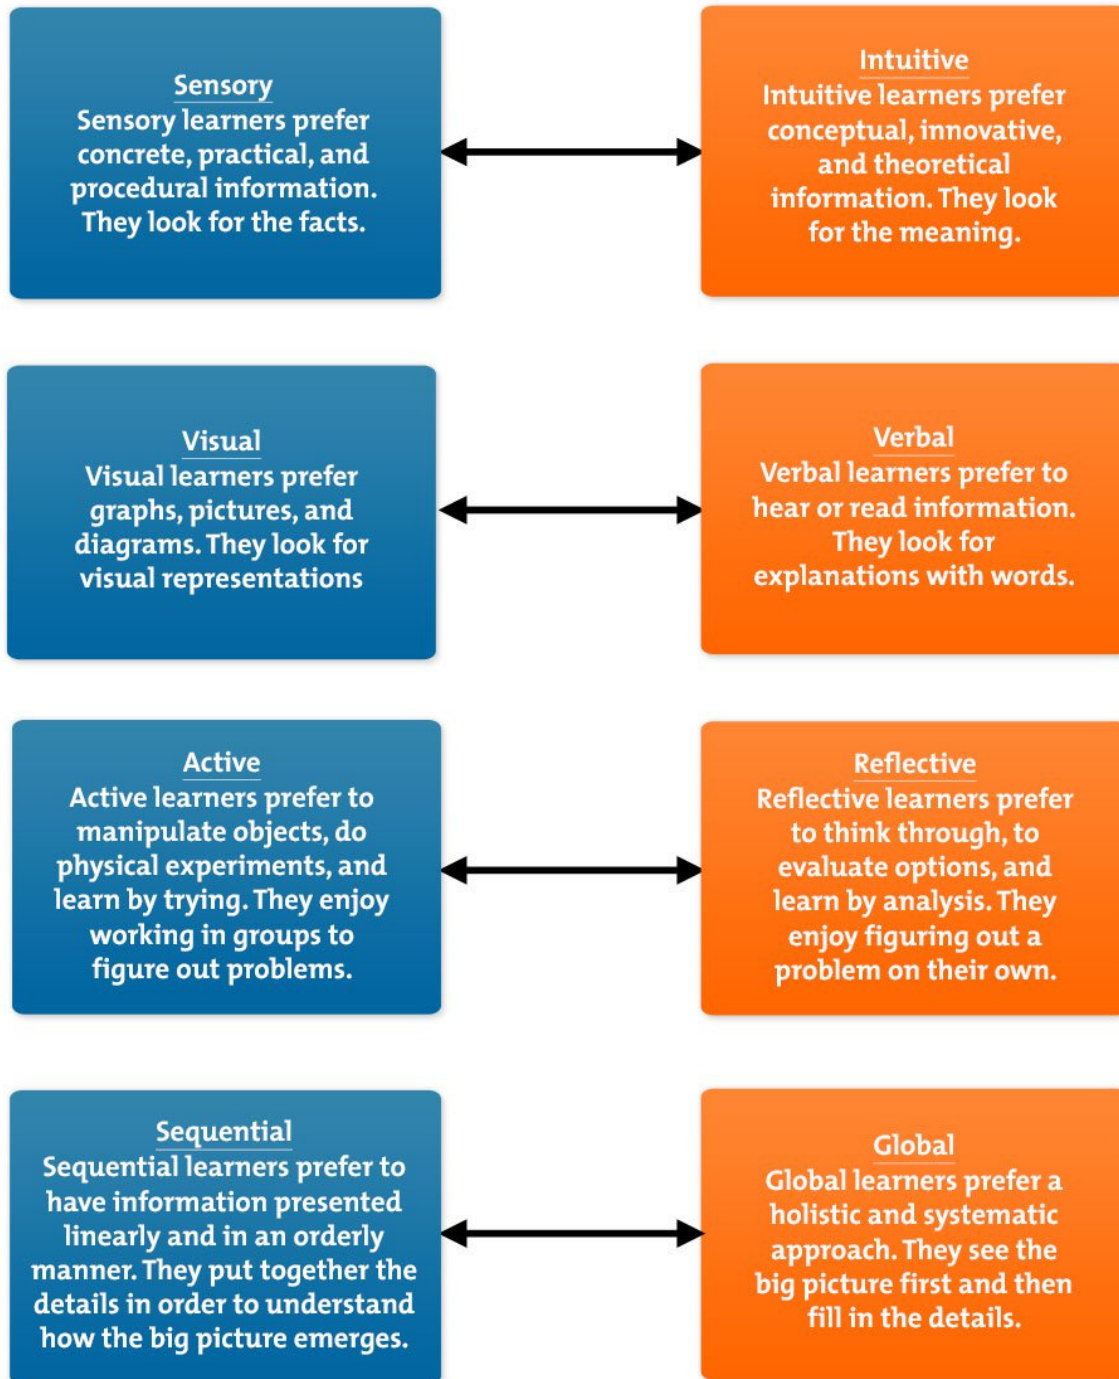 Sensory
Sensory learners prefer
concrete, practical, and
procedural information.
They look for the facts.
Intuitive
Intuitive learners prefer
conceptual, innovative,
and theoretical
information. They look
for the meaning.
Visual
Visual learners prefer
graphs, pictures, and
diagrams. They look for
visual representations
Verbal
Verbal learners prefer to
hear or read information.
They look for
explanations with words.
Active
Active learners prefer to
manipulate objects, do
physical experiments, and
learn by trying. They enjoy
working in groups to
figure out problems.
Reflective
Reflective learners prefer
to think through, to
evaluate options, and
learn by analysis. They
enjoy figuring out a
problem on their own.
Sequential
Sequential learners prefer to
have information presented
linearly and in an orderly
manner. They put together the
details in order to understand
how the big picture emerges.
Global
Global learners prefer a
holistic and systematic
approach. They see the
big picture first and then
fill in the details.